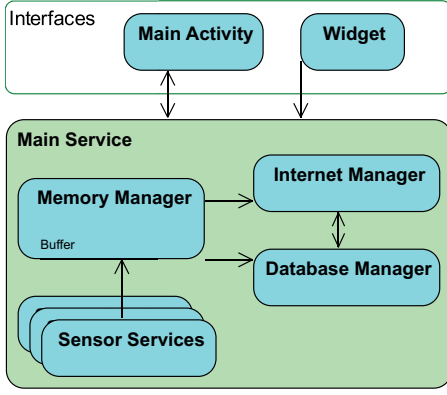 Interfaces
Main Activity
Widget
Main Service
Memory Manager
Internet Manager
Buffer
Database Manager
Sensor Services